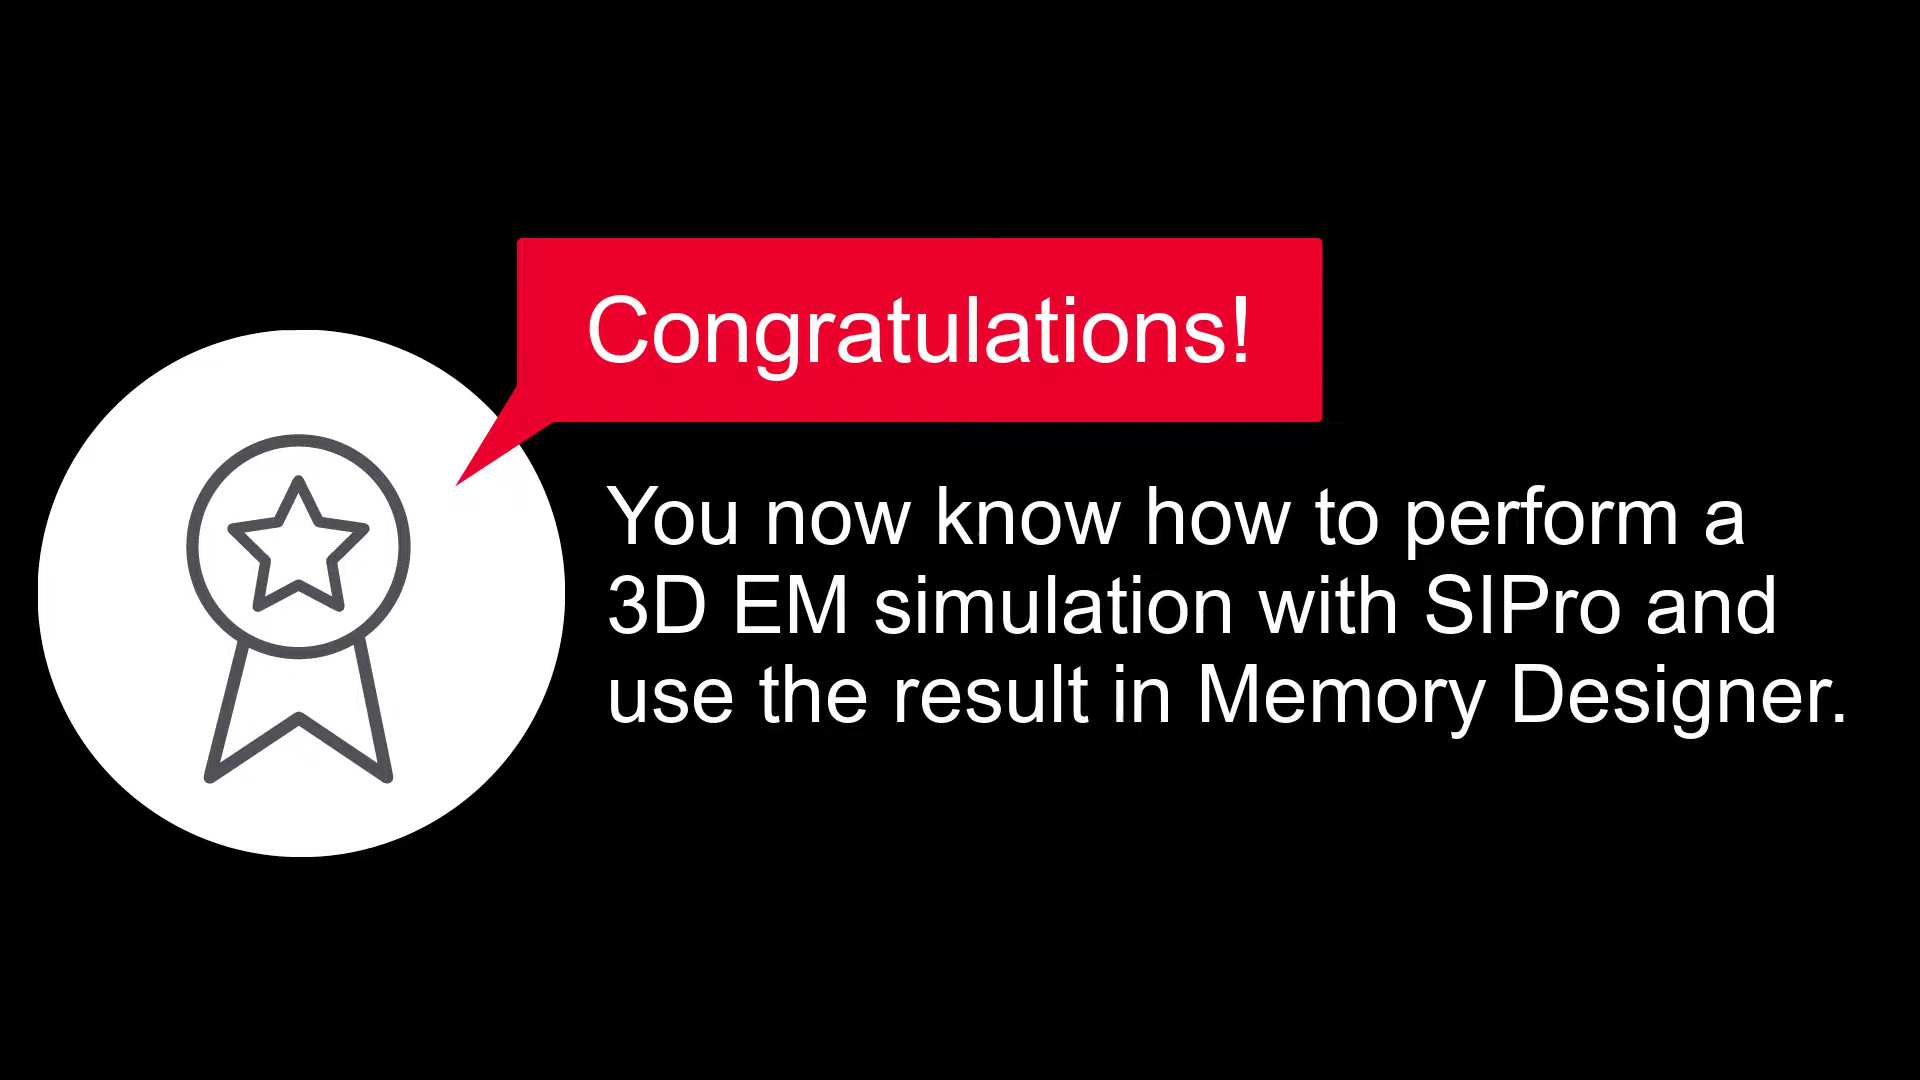 Congratulations!
You now know how to perform a
3D EM simulation with SIPro and
use the result in Memory Designer.